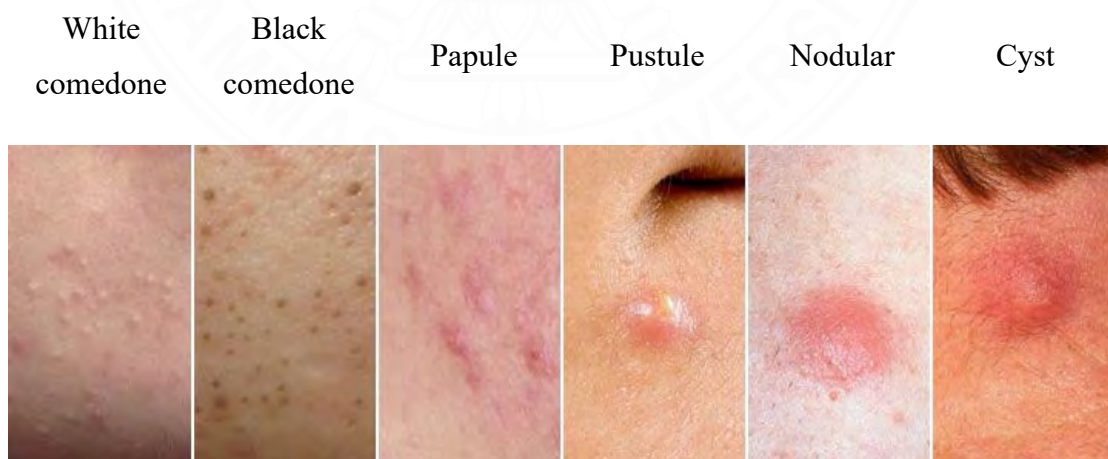 White
comedone
Black
comedone
Papule
Pustule
Nodular
Cyst